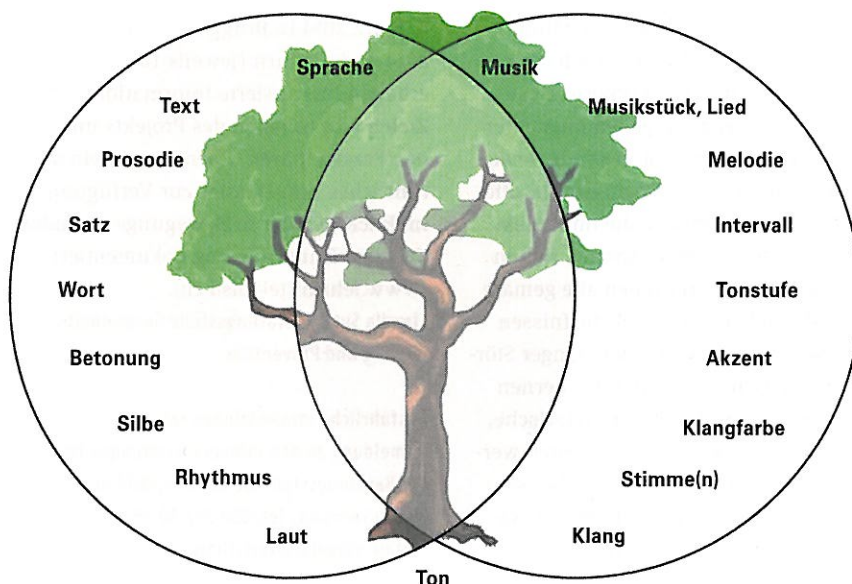 Sprache
Musik
Text
Musikstück, Lied
Prosodie
Melodie
Satz
Intervall
Wort
Tonstufe
Betonung
Akzent
Silbe
Klangfarbe
Rhythmus
Stimme(n)
Laut
Klang
Ton